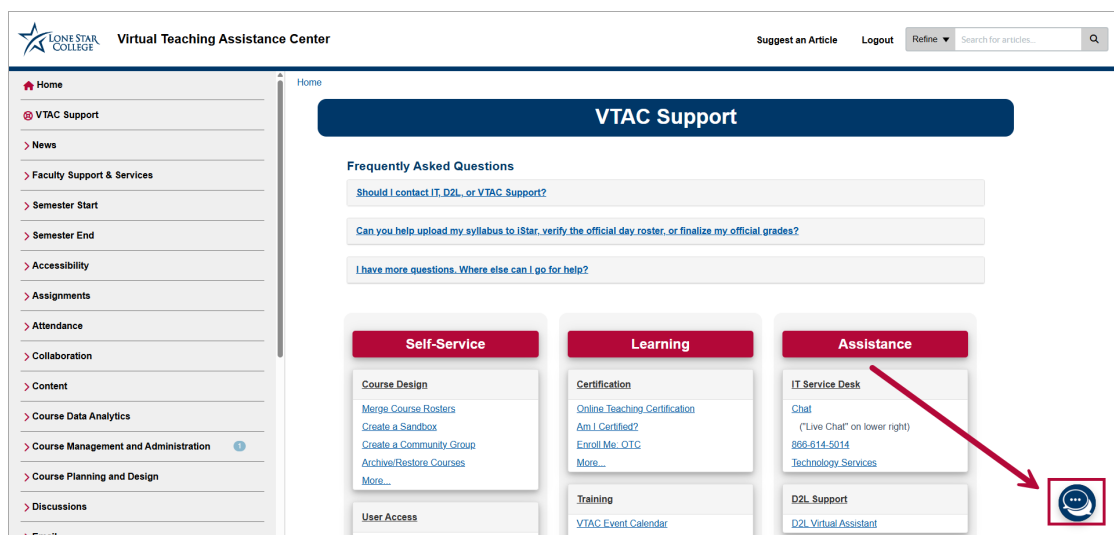 LONE STAR
COLLEGE
Virtual Teaching Assistance Center
Suggest an Article
Logout
Refine
Search for articles...
Home
VTAC Support
News
Faculty Support & Services
Semester Start
Semester End
Accessibility
Assignments
Attendance
Collaboration
Content
Course Data Analytics
Course Management and Administration 1
Course Planning and Design
Discussions
Email
Home
VTAC Support
Frequently Asked Questions
Should I contact IT, D2L, or VTAC Support?
Can you help upload my syllabus to iStar, verify the official day roster, or finalize my official grades?
I have more questions. Where else can I go for help?
Self-Service
Course Design
Merge Course Rosters
Create a Sandbox
Create a Community Group
Archive/Restore Courses
More...
User Access
Learning
Certification
Online Teaching Certification
Am I Certified?
Enroll Me: OTC
More...
Training
VTAC Event Calendar
Assistance
IT Service Desk
Chat
("Live Chat" on lower right)
866-614-5014
Technology Services
D2L Support
D2L Virtual Assistant